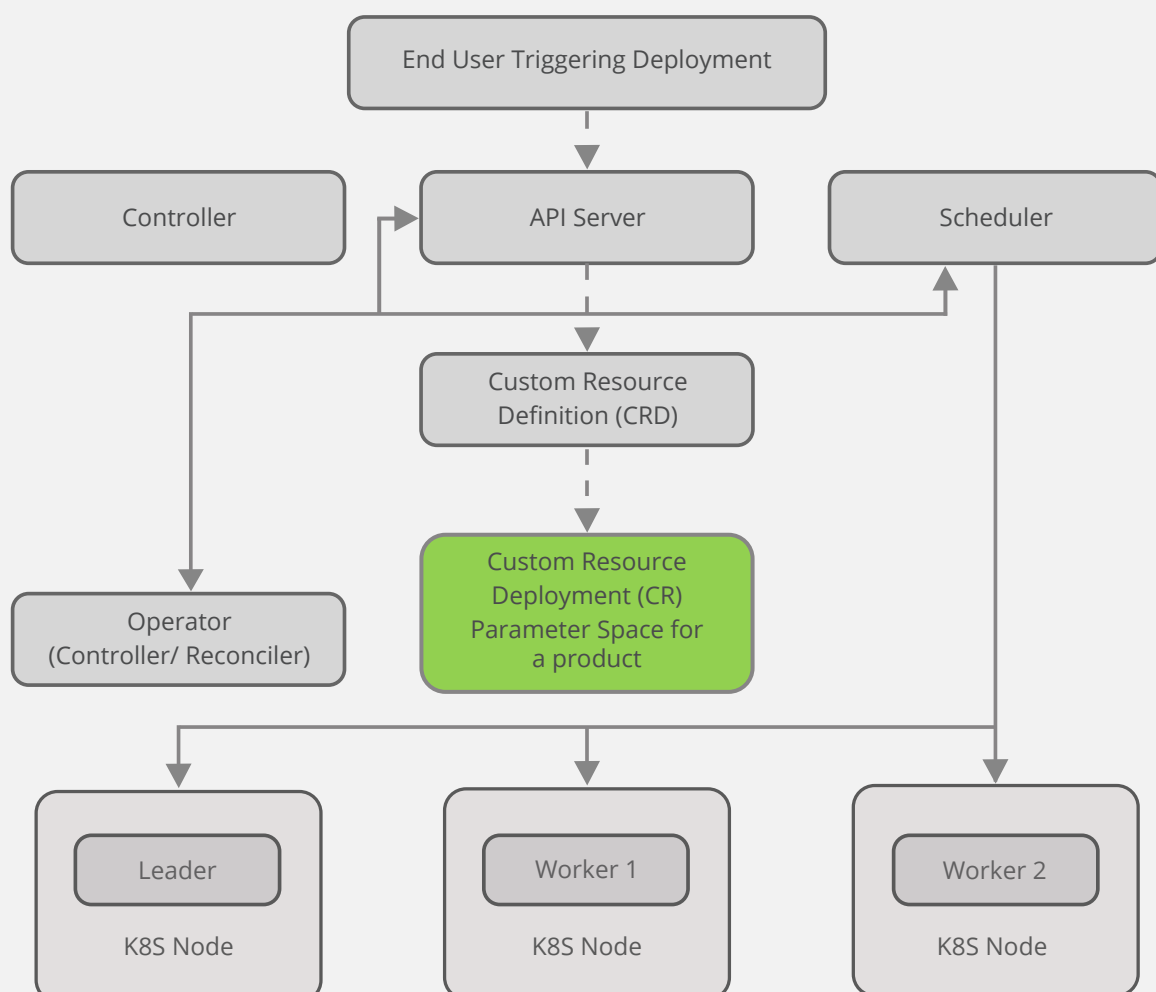 End User Triggering Deployment
Controller
API Server
Scheduler
Custom Resource
Definition (CRD)
Custom Resource
Deployment (CR)
Parameter Space for
a product
Operator
(Controller/ Reconciler)
Leader
K8S Node
Worker 1
K8S Node
Worker 2
K8S Node